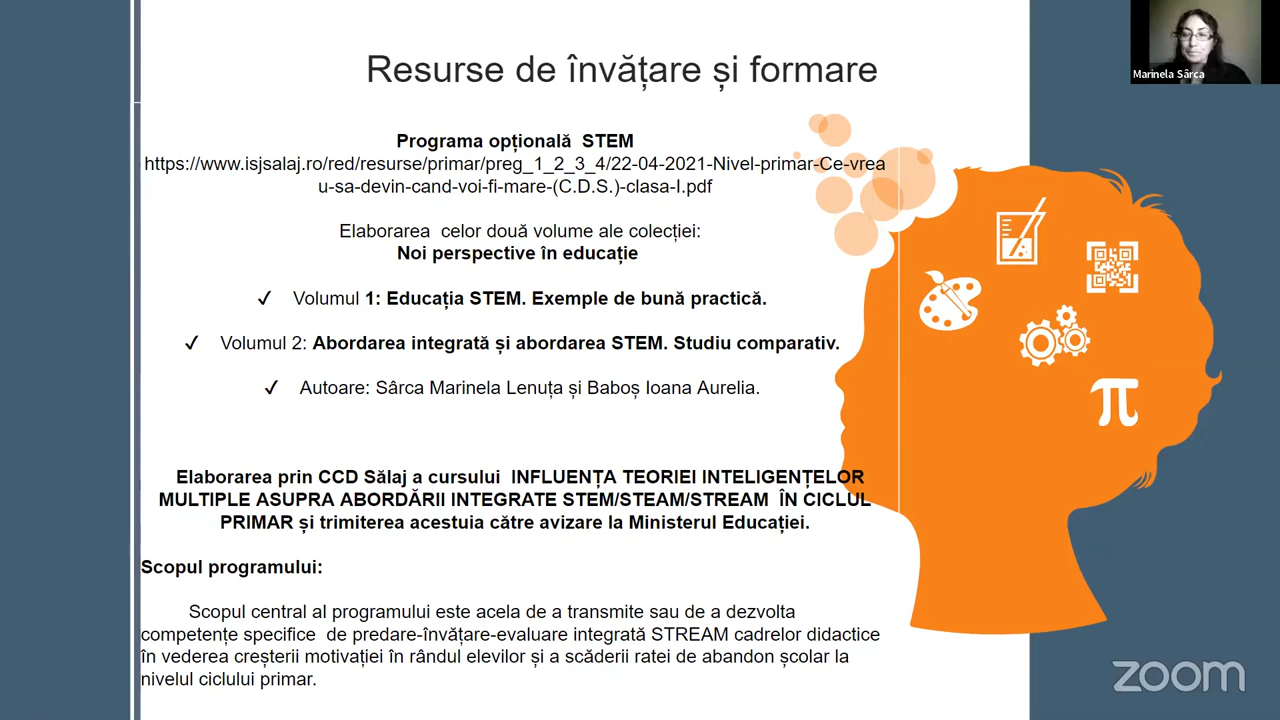 Resurse de învățare și formare
Marinela Sârca
Programa opțională STEM
https://www.isjsalaj.ro/red/resurse/primar/preg_1_2_3_4/22-04-2021-Nivel-primar-Ce-vrea
u-sa-devin-cand-voi-fi-mare-(C.D.S.)-clasa-I.pdf
Elaborarea celor două volume ale colecției:
Noi perspective în educație
✓ Volumul 1: Educația STEM. Exemple de bună practică.
✓ Volumul 2: Abordarea integrată și abordarea STEM. Studiu comparativ.
✓ Autoare: Sârca Marinela Lenuța și Baboș Ioana Aurelia.
Elaborarea prin CCD Sălaj a cursului INFLUENȚA TEORIEI INTELIGENȚELOR
MULTIPLE ASUPRA ABORDĂRII INTEGRATE STEM/STEAM/STREAM ÎN CICLUL
PRIMAR și trimiterea acestuia către avizare la Ministerul Educației.
Scopul programului:
Scopul central al programului este acela de a transmite sau de a dezvolta
competențe specifice de predare-învățare-evaluare integrată STREAM cadrelor didactice
în vederea creșterii motivației în rândul elevilor și a scăderii ratei de abandon școlar la
nivelul ciclului primar.
π
zoom